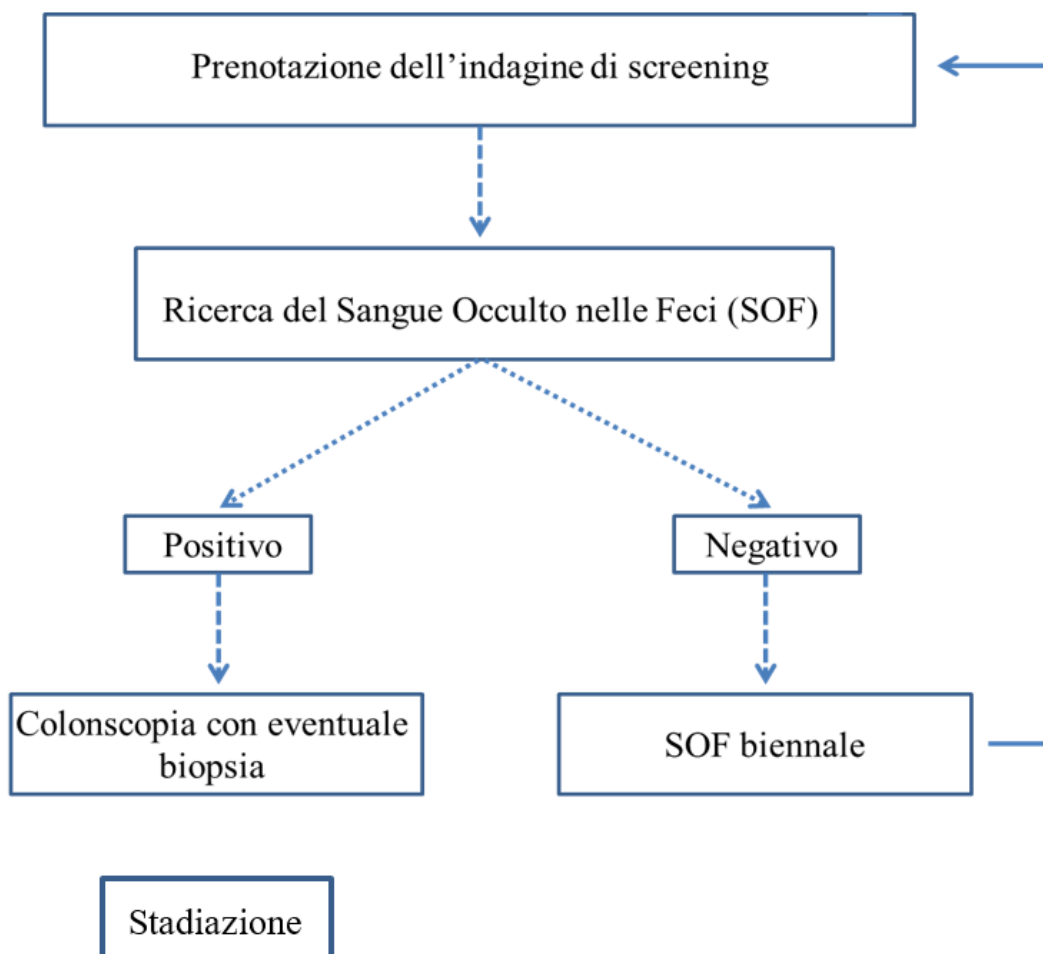 Prenotazione dell’indagine di screening
Ricerca del Sangue Occulto nelle Feci (SOF)
Positivo
Negativo
Colonscopia con eventuale
biopsia
SOF biennale
Stadiazione